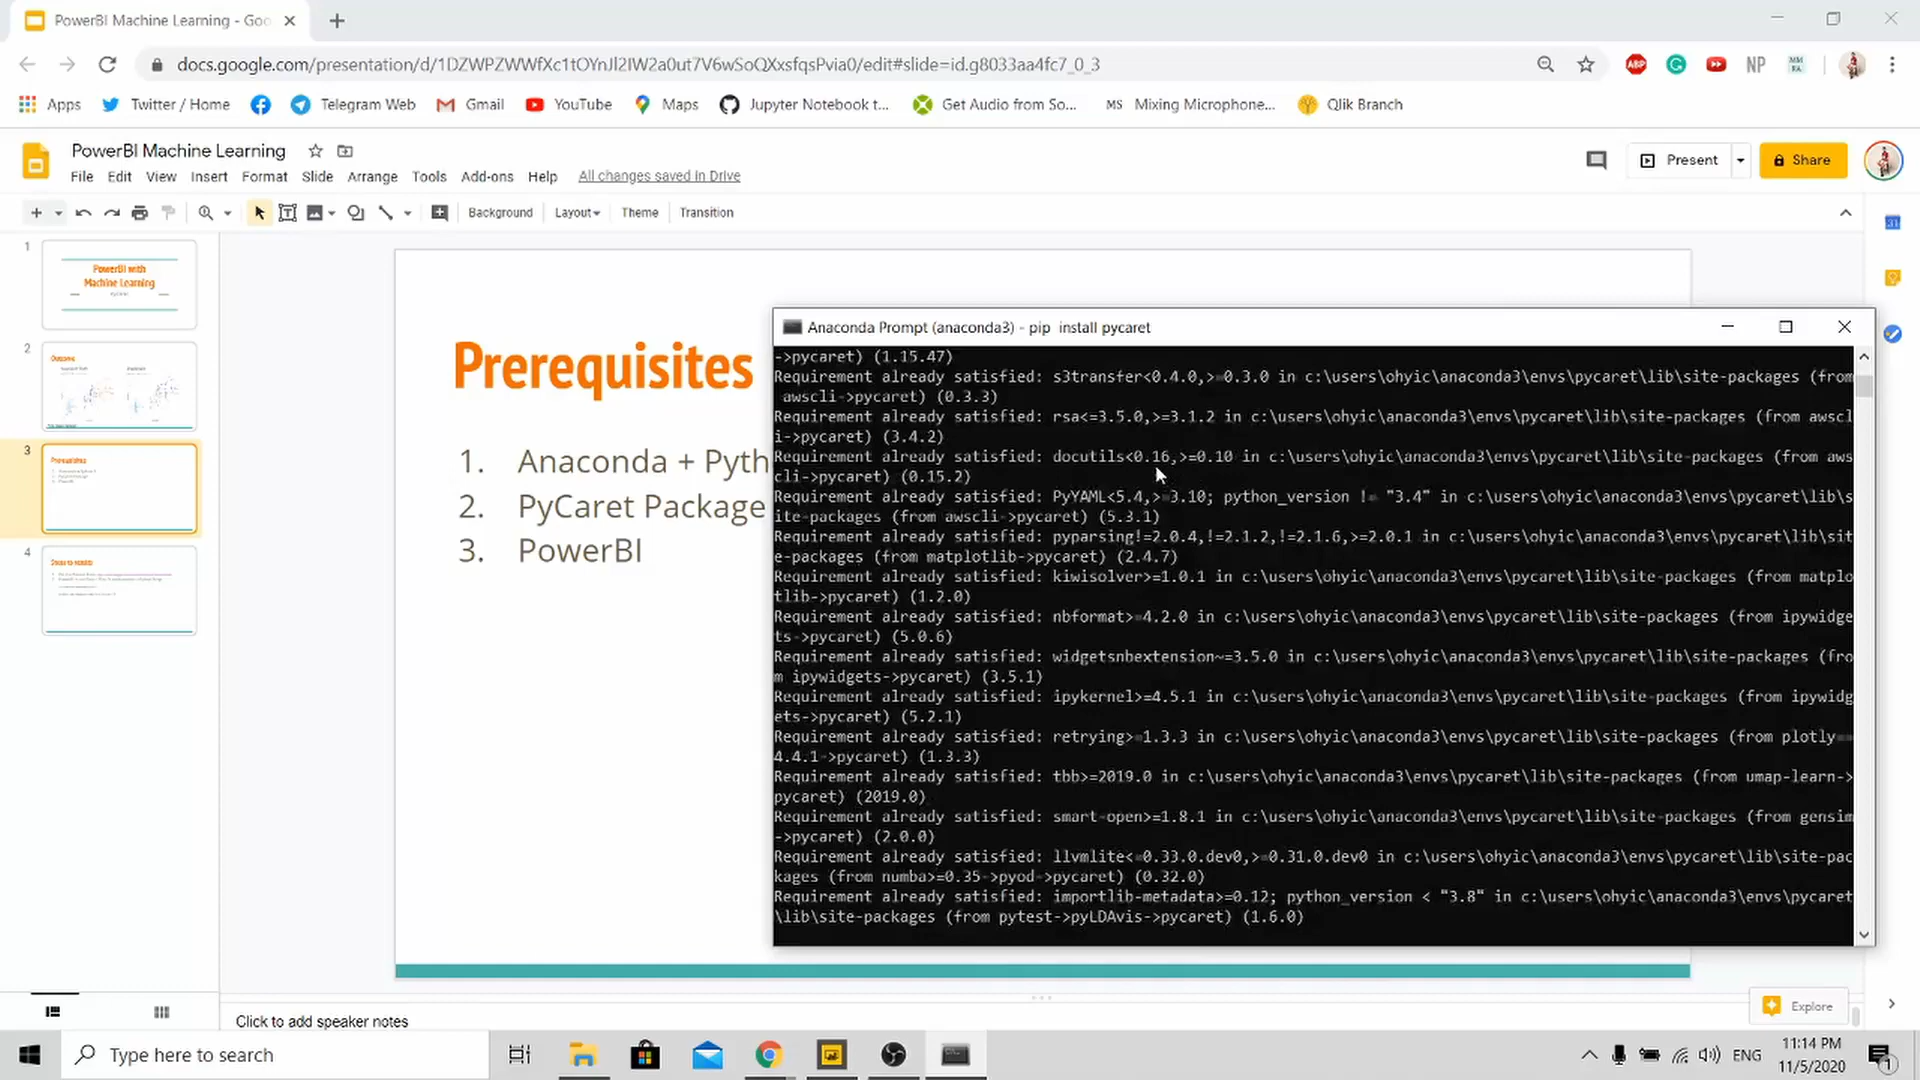 PowerBI Machine Learning - Goo
docs.google.com/presentation/d/1DZWPZWWfXc1tOYnJl2IW2a0ut7V6wSoQXxsfqsPvia0/edit#slide=id.g8033aa4fc7_0_3
ABP
NP
MM
RA
Apps
Twitter / Home
Telegram Web
Gmail
YouTube
Maps
Jupyter Notebook t...
Get Audio from So...
MS Mixing Microphone...
Qlik Branch
PowerBI Machine Learning
Present
Share
File Edit View Insert Format Slide Arrange Tools Add-ons Help All changes saved in Drive
Background Layout Theme Transition
31
1
PowerBI with
Machine Learning
2
Outcome
3
Prerequisites
4
Prerequisites
1. Anaconda + Pyth
2. PyCaret Package
3. PowerBI
Anaconda Prompt (anaconda3) - pip install pycaret
->pycaret) (1.15.47)
Requirement already satisfied: s3transfer<0.4.0,>=0.3.0 in c:\users\ohyic\anaconda3\envs\pycaret\lib\site-packages (from
awscli->pycaret) (0.3.3)
Requirement already satisfied: rsa<=3.5.0,>=3.1.2 in c:\users\ohyic\anaconda3\envs\pycaret\lib\site-packages (from awscl
i->pycaret) (3.4.2)
Requirement already satisfied: docutils<0.16,>=0.10 in c:\users\ohyic\anaconda3\envs\pycaret\lib\site-packages (from aws
cli->pycaret) (0.15.2)
Requirement already satisfied: PyYAML<5.4,>=3.10; python_version != "3.4" in c:\users\ohyic\anaconda3\envs\pycaret\lib\s
ite-packages (from awscli->pycaret) (5.3.1)
Requirement already satisfied: pyparsing!=2.0.4,!=2.1.2,!=2.1.6,>=2.0.1 in c:\users\ohyic\anaconda3\envs\pycaret\lib\sit
e-packages (from matplotlib->pycaret) (2.4.7)
Requirement already satisfied: kiwisolver>=1.0.1 in c:\users\ohyic\anaconda3\envs\pycaret\lib\site-packages (from matplo
tlib->pycaret) (1.2.0)
Requirement already satisfied: nbformat>=4.2.0 in c:\users\ohyic\anaconda3\envs\pycaret\lib\site-packages (from ipywidge
ts->pycaret) (5.0.6)
Requirement already satisfied: widgetsnbextension~=3.5.0 in c:\users\ohyic\anaconda3\envs\pycaret\lib\site-packages (fro
m ipywidgets->pycaret) (3.5.1)
Requirement already satisfied: ipykernel>=4.5.1 in c:\users\ohyic\anaconda3\envs\pycaret\lib\site-packages (from ipywidg
ets->pycaret) (5.2.1)
Requirement already satisfied: retrying>=1.3.3 in c:\users\ohyic\anaconda3\envs\pycaret\lib\site-packages (from plotly==
4.4.1->pycaret) (1.3.3)
Requirement already satisfied: tbb>=2019.0 in c:\users\ohyic\anaconda3\envs\pycaret\lib\site-packages (from umap-learn->
pycaret) (2019.0)
Requirement already satisfied: smart-open>=1.8.1 in c:\users\ohyic\anaconda3\envs\pycaret\lib\site-packages (from gensim
->pycaret) (2.0.0)
Requirement already satisfied: llvmlite<=0.33.0.dev0,>=0.31.0.dev0 in c:\users\ohyic\anaconda3\envs\pycaret\lib\site-pac
kages (from numba>=0.35->pyod->pycaret) (0.32.0)
Requirement already satisfied: importlib-metadata>=0.12; python_version < "3.8" in c:\users\ohyic\anaconda3\envs\pycaret
\lib\site-packages (from pytest->pyLDAvis->pycaret) (1.6.0)
Explore
Click to add speaker notes
Type here to search
ENG
11:14 PM
11/5/2020
1